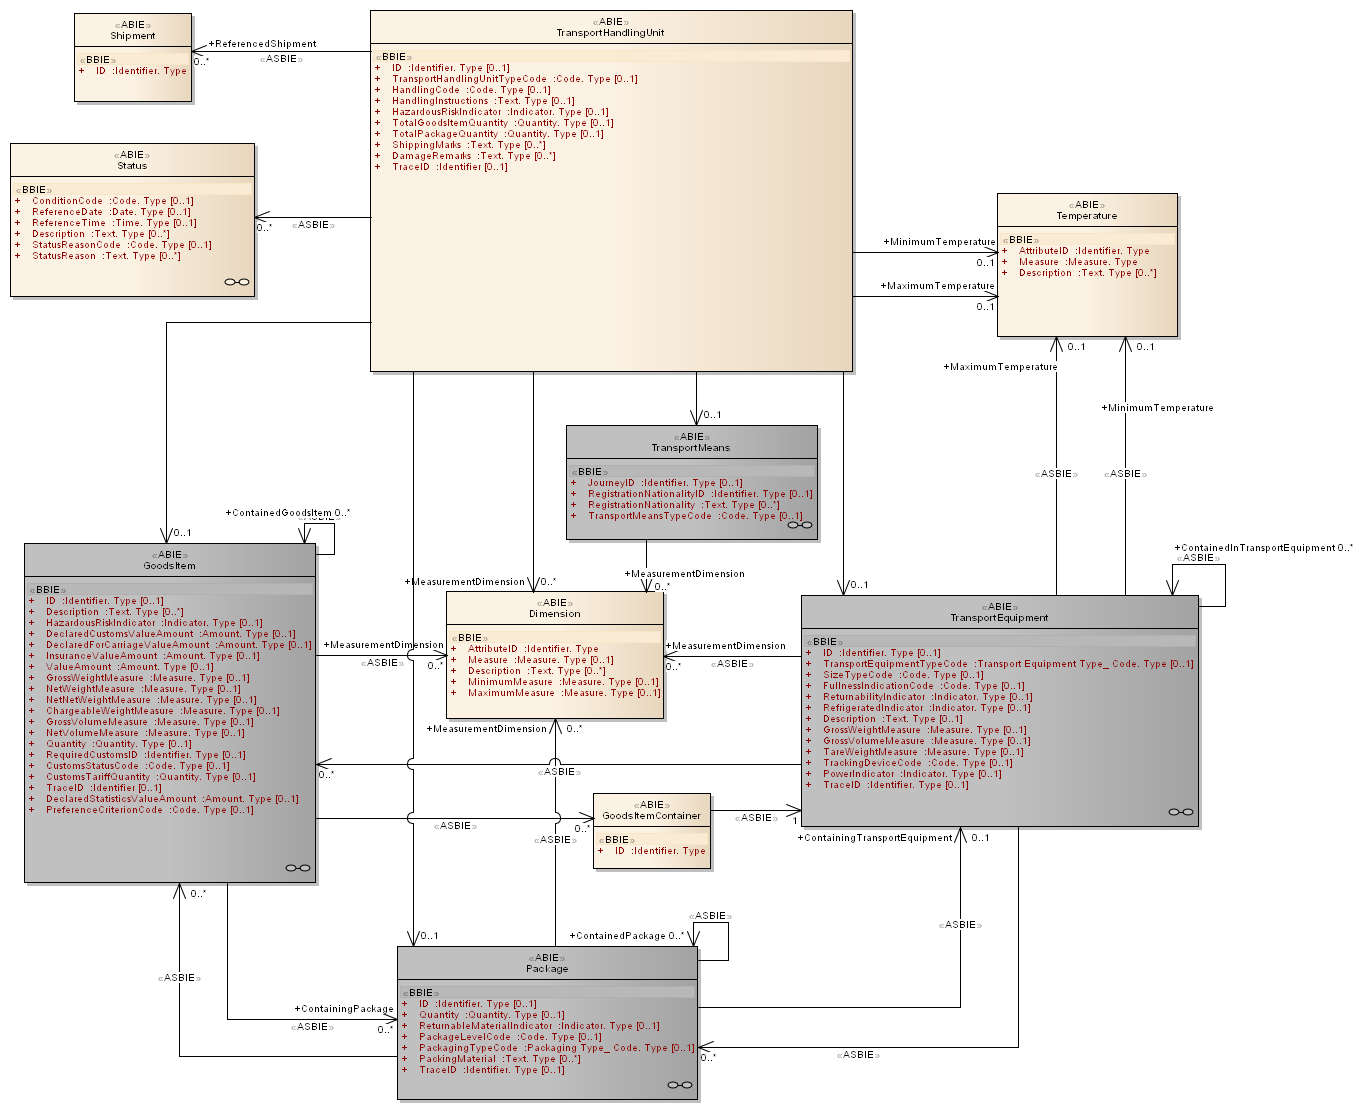 «ABIE»
Shipment
«BBIE»
+ ID :Identifier. Type
+ReferencedShipment
0..*
«ASBIE»
«ABIE»
TransportHandlingUnit
«BBIE»
+ ID :Identifier. Type [0..1]
+ TransportHandlingUnitTypeCode :Code. Type [0..1]
+ HandlingCode :Code. Type [0..1]
+ HandlingInstructions :Text. Type [0..1]
+ HazardousRiskIndicator :Indicator. Type [0..1]
+ TotalGoodsItemQuantity :Quantity. Type [0..1]
+ TotalPackageQuantity :Quantity. Type [0..1]
+ ShippingMarks :Text. Type [0..*]
+ DamageRemarks :Text. Type [0..*]
+ TraceID :Identifier [0..1]
«ABIE»
Status
«BBIE»
+ ConditionCode :Code. Type [0..1]
+ ReferenceDate :Date. Type [0..1]
+ ReferenceTime :Time. Type [0..1]
+ Description :Text. Type [0..*]
+ StatusReasonCode :Code. Type [0..1]
+ StatusReason :Text. Type [0..*]
0..*
«ASBIE»
+MinimumTemperature
0..1
+MaximumTemperature
0..1
«ABIE»
Temperature
«BBIE»
+ AttributeID :Identifier. Type
+ Measure :Measure. Type
+ Description :Text. Type [0..*]
0..1
0..1
+MaximumTemperature
+MinimumTemperature
«ASBIE»
«ASBIE»
0..1
«ABIE»
TransportMeans
«BBIE»
+ JourneyID :Identifier. Type [0..1]
+ RegistrationNationalityID :Identifier. Type [0..1]
+ RegistrationNationality :Text. Type [0..*]
+ TransportMeansTypeCode :Code. Type [0..1]
+ContainedGoodsItem 0..*
«ASBIE»
0..1
«ABIE»
GoodsItem
«BBIE»
+ ID :Identifier. Type [0..1]
+ Description :Text. Type [0..*]
+ HazardousRiskIndicator :Indicator. Type [0..1]
+ DeclaredCustomsValueAmount :Amount. Type [0..1]
+ DeclaredForCarriageValueAmount :Amount. Type [0..1]
+ InsuranceValueAmount :Amount. Type [0..1]
+ ValueAmount :Amount. Type [0..1]
+ GrossWeightMeasure :Measure. Type [0..1]
+ NetWeightMeasure :Measure. Type [0..1]
+ NetNetWeightMeasure :Measure. Type [0..1]
+ ChargeableWeightMeasure :Measure. Type [0..1]
+ GrossVolumeMeasure :Measure. Type [0..1]
+ NetVolumeMeasure :Measure. Type [0..1]
+ Quantity :Quantity. Type [0..1]
+ RequiredCustomsID :Identifier. Type [0..1]
+ CustomsStatusCode :Code. Type [0..1]
+ CustomsTariffQuantity :Quantity. Type [0..1]
+ TraceID :Identifier [0..1]
+ DeclaredStatisticsValueAmount :Amount. Type [0..1]
+ PreferenceCriterionCode :Code. Type [0..1]
+MeasurementDimension
0..*
+MeasurementDimension
0..*
«ABIE»
Dimension
«BBIE»
+ AttributeID :Identifier. Type
+ Measure :Measure. Type [0..1]
+ Description :Text. Type [0..*]
+ MinimumMeasure :Measure. Type [0..1]
+ MaximumMeasure :Measure. Type [0..1]
+MeasurementDimension
«ASBIE»
0..*
+MeasurementDimension
0..*
«ASBIE»
+MeasurementDimension
0..*
+ContainedInTransportEquipment 0..*
«ASBIE»
0..1
«ABIE»
TransportEquipment
«BBIE»
+ ID :Identifier. Type [0..1]
+ TransportEquipmentTypeCode :Transport Equipment Type_ Code. Type [0..1]
+ SizeTypeCode :Code. Type [0..1]
+ FullnessIndicationCode :Code. Type [0..1]
+ ReturnabilityIndicator :Indicator. Type [0..1]
+ RefrigeratedIndicator :Indicator. Type [0..1]
+ Description :Text. Type [0..1]
+ GrossWeightMeasure :Measure. Type [0..1]
+ GrossVolumeMeasure :Measure. Type [0..1]
+ TareWeightMeasure :Measure. Type [0..1]
+ TrackingDeviceCode :Code. Type [0..1]
+ PowerIndicator :Indicator. Type [0..1]
+ TraceID :Identifier. Type [0..1]
0..*
«ASBIE»
«ASBIE»
0..*
«ABIE»
GoodsItemContainer
«BBIE»
+ ID :Identifier. Type
«ASBIE»
1
«ASBIE»
+ContainingTransportEquipment
0..1
0..*
«ASBIE»
«ASBIE»
+ContainedPackage 0..*
«ASBIE»
0..1
+ContainingPackage
«ASBIE»
0..*
«ABIE»
Package
«BBIE»
+ ID :Identifier. Type [0..1]
+ Quantity :Quantity. Type [0..1]
+ ReturnableMaterialIndicator :Indicator. Type [0..1]
+ PackageLevelCode :Code. Type [0..1]
+ PackagingTypeCode :Packaging Type_ Code. Type [0..1]
+ PackingMaterial :Text. Type [0..*]
+ TraceID :Identifier. Type [0..1]
0..*
«ASBIE»